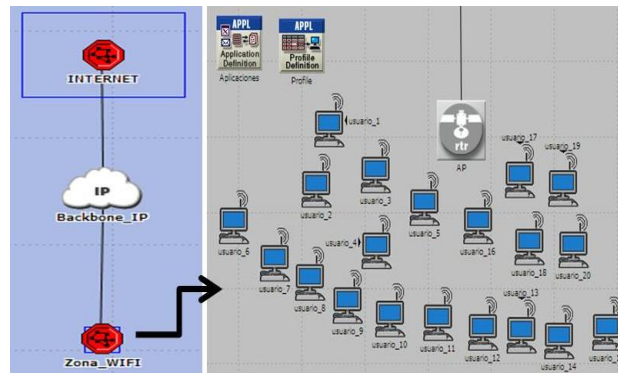 INTERNET
IP
Backbone_IP
Zona_WIFI
APPL
Application
Definition
Aplicaciones
APPL
Profile
Definition
Profile
rtr
AP
usuario_1
usuario_2
usuario_3
usuario_17
usuario_19
usuario_5
usuario_16
usuario_6
usuario_4
usuario_18
usuario_20
usuario_7
usuario_8
usuario_9
usuario_10
usuario_11
usuario_12
usuario_13
usuario_14